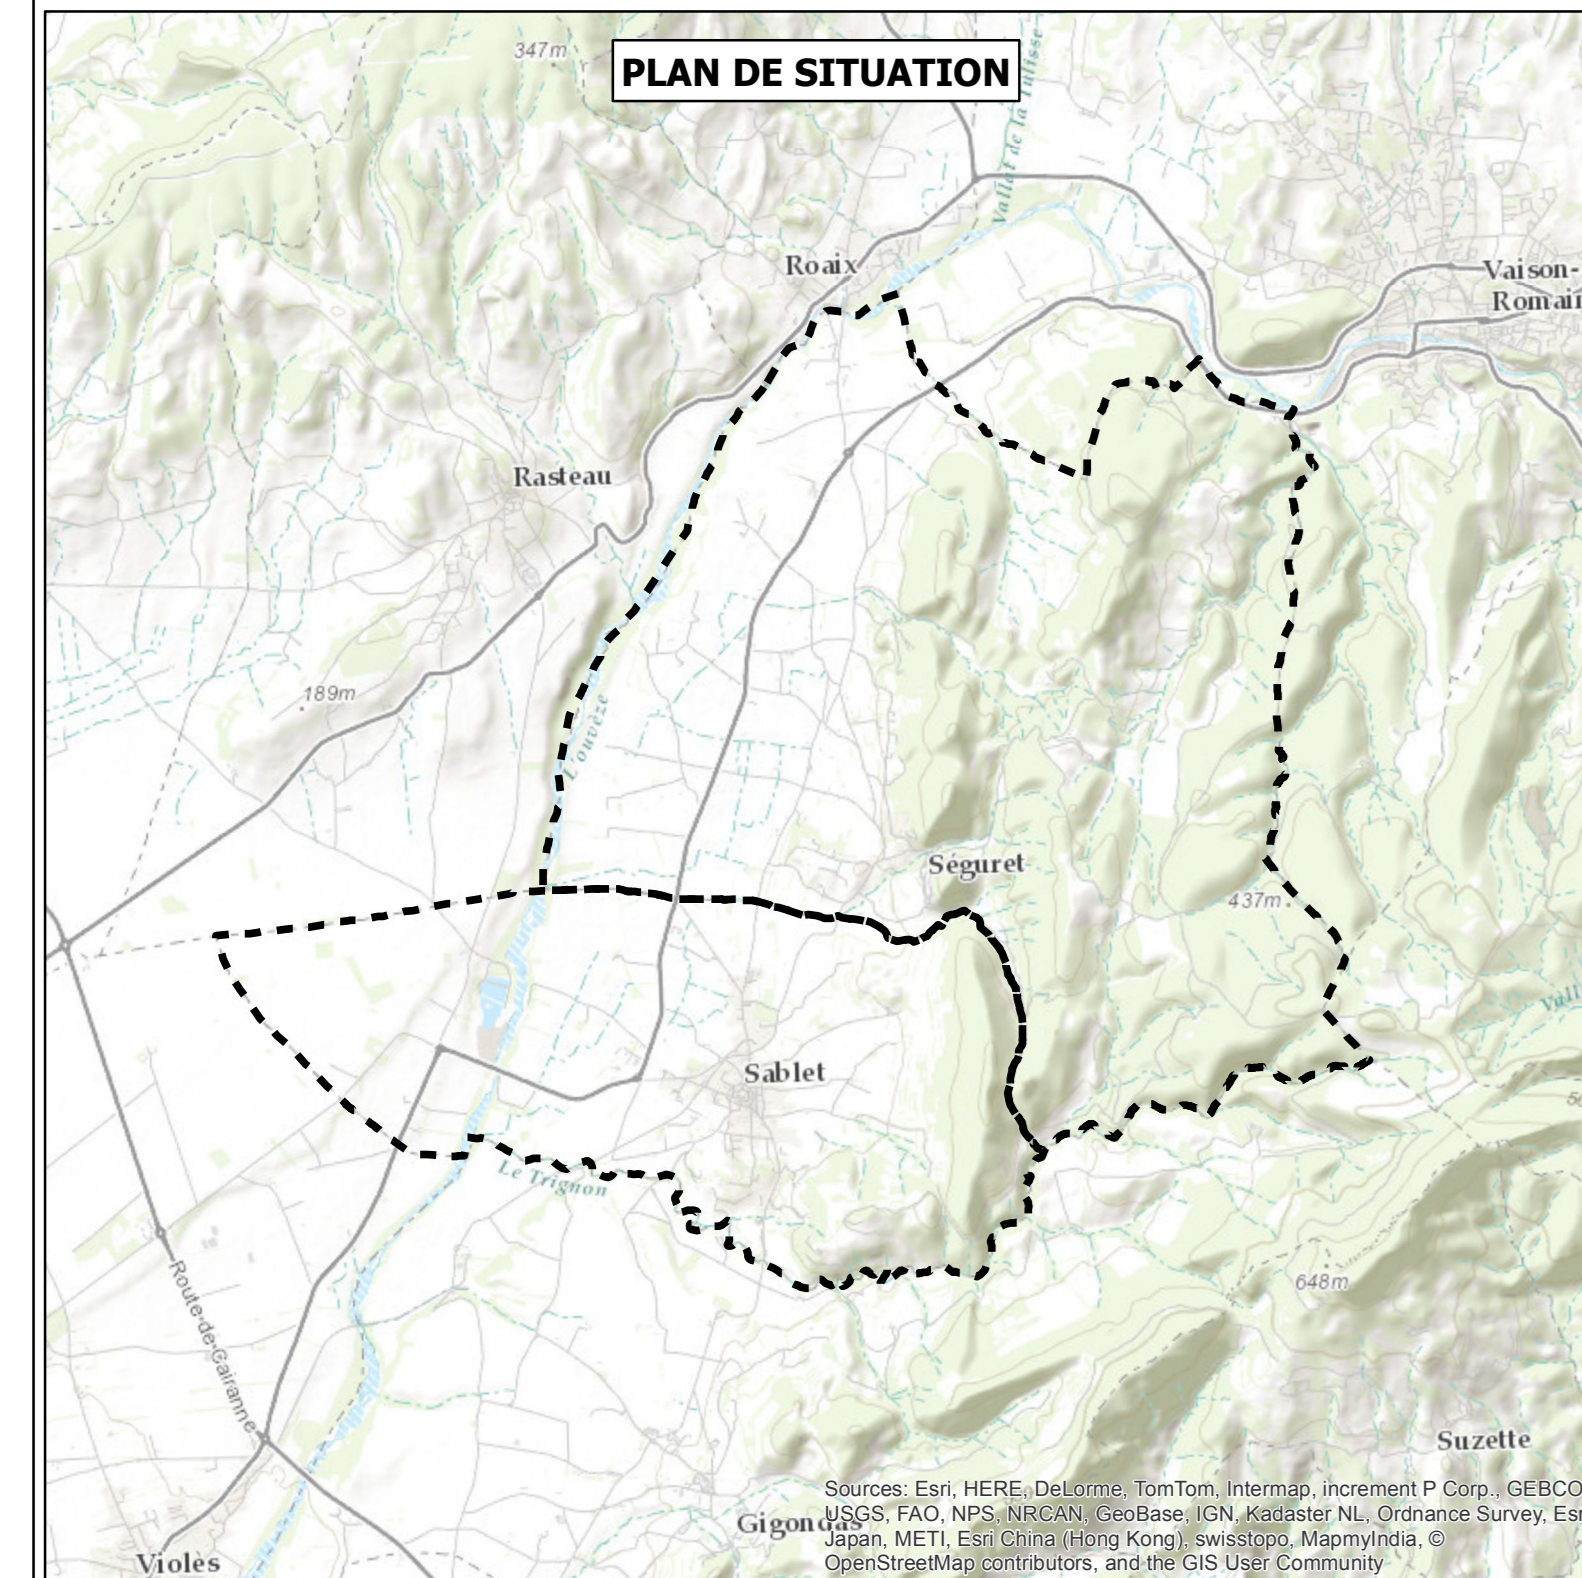 347m
PLAN DE SITUATION
Vallat de la Tulisse
Roaix
Vaison-
Romain
Rasteau
189m
L'ouvèze
Séguret
437m
Sablet
Le Trignon
648m
Route de Cairanne
Suzette
Sources: Esri, HERE, DeLorme, TomTom, Intermap, increment P Corp., GEBCO
USGS, FAO, NPS, NRCAN, GeoBase, IGN, Kadaster NL, Ordnance Survey, Esri
Japan, METI, Esri China (Hong Kong), swisstopo, MapmyIndia, ©
OpenStreetMap contributors, and the GIS User Community
Gigondas
Violès